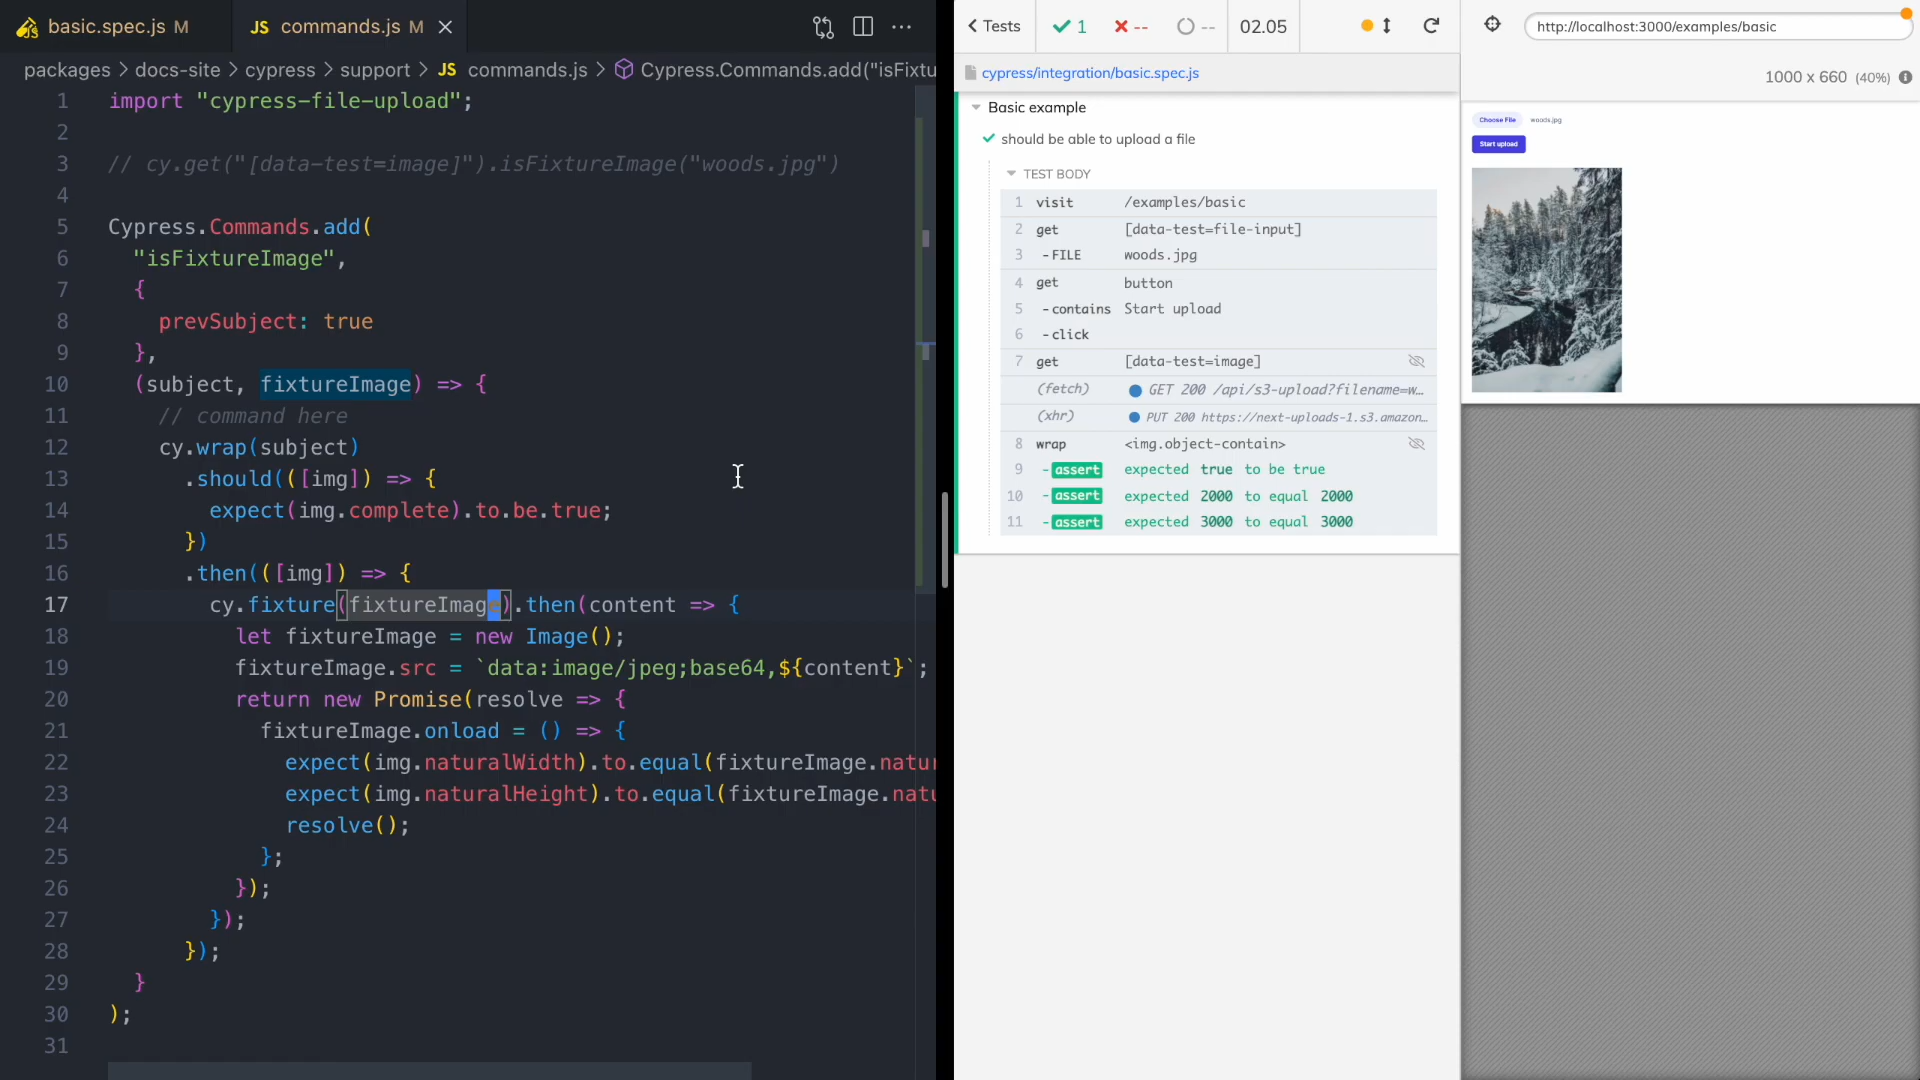 basic.spec.js M
JS commands.js M
packages > docs-site > cypress > support > JS commands.js > Cypress.Commands.add("isFixtu
1 import "cypress-file-upload";
2
3 // cy.get("[data-test=image]").isFixtureImage("woods.jpg")
4
5 Cypress.Commands.add(
6 "isFixtureImage",
7 {
8 prevSubject: true
9 },
10 (subject, fixtureImage) => {
11 // command here
12 cy.wrap(subject)
13 .should(([img]) => {
14 expect(img.complete).to.be.true;
15 })
16 .then(([img]) => {
17 cy.fixture(fixtureImage).then(content => {
18 let fixtureImage = new Image();
19 fixtureImage.src = `data:image/jpeg;base64,${content}`;
20 return new Promise(resolve => {
21 fixtureImage.onload = () => {
22 expect(img.naturalWidth).to.equal(fixtureImage.natur
23 expect(img.naturalHeight).to.equal(fixtureImage.natu
24 resolve();
25 };
26 });
27 });
28 });
29 }
30 );
31
Tests 1 -- -- 02.05
cypress/integration/basic.spec.js
Basic example
should be able to upload a file
TEST BODY
1 visit /examples/basic
2 get [data-test=file-input]
3 -FILE woods.jpg
4 get button
5 -contains Start upload
6 -click
7 get [data-test=image]
(fetch) GET 200 /api/s3-upload?filename=w...
(xhr) PUT 200 https://next-uploads-1.s3.amazon...
8 wrap <img.object-contain>
9 -assert expected true to be true
10 -assert expected 2000 to equal 2000
11 -assert expected 3000 to equal 3000
http://localhost:3000/examples/basic
1000 x 660 (40%)
Choose File woods.jpg
Start upload